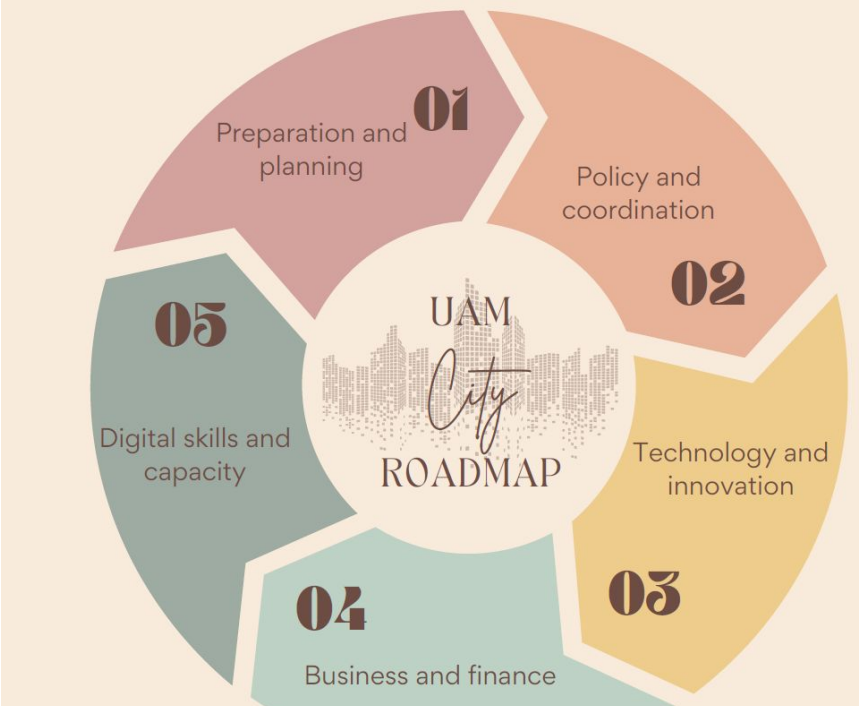 01
Preparation and
planning
Policy and
coordination
02
UAM
City
ROADMAP
Technology and
innovation
03
04
Business and finance
05
Digital skills and
capacity